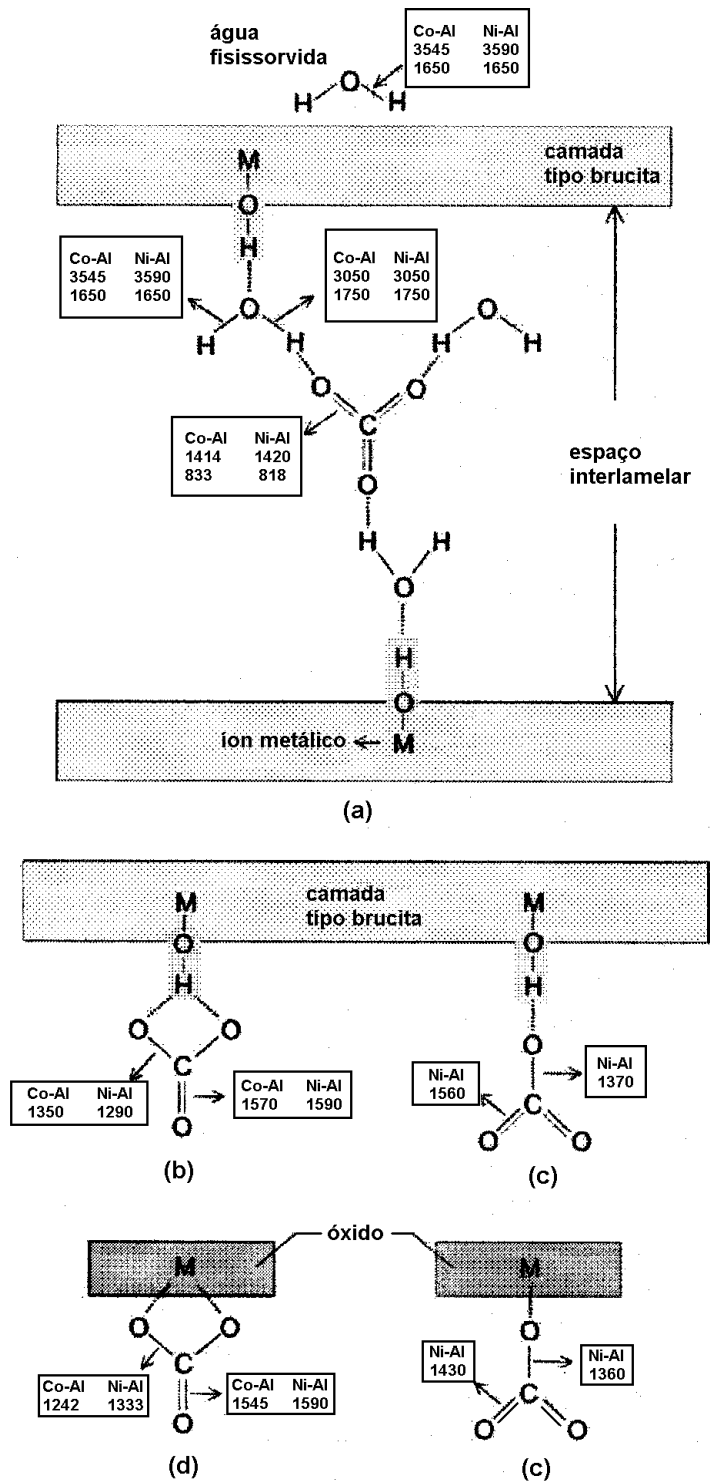 água
fisissorvida
Co-Al Ni-Al
3545 3590
1650 1650
O
H H
M
camada
tipo brucita
O
H
Co-Al Ni-Al
3545 3590
1650 1650
Co-Al Ni-Al
3050 3050
1750 1750
O
H H
O
H H
O O
C
Co-Al Ni-Al
1414 1420
833 818
O
espaço
interlamelar
H H
O
H
O
íon metálico M
(a)
M
camada
tipo brucita
M
O
H
O
H
O O
C
O
Co-Al Ni-Al
1350 1290
Co-Al Ni-Al
1570 1590
O
C
O O
Ni-Al
1560
Ni-Al
1370
(b)
(c)
óxido
M
M
O O
C
O
Co-Al Ni-Al
1242 1333
Co-Al Ni-Al
1545 1590
O
C
O O
Ni-Al
1430
Ni-Al
1360
(d)
(c)